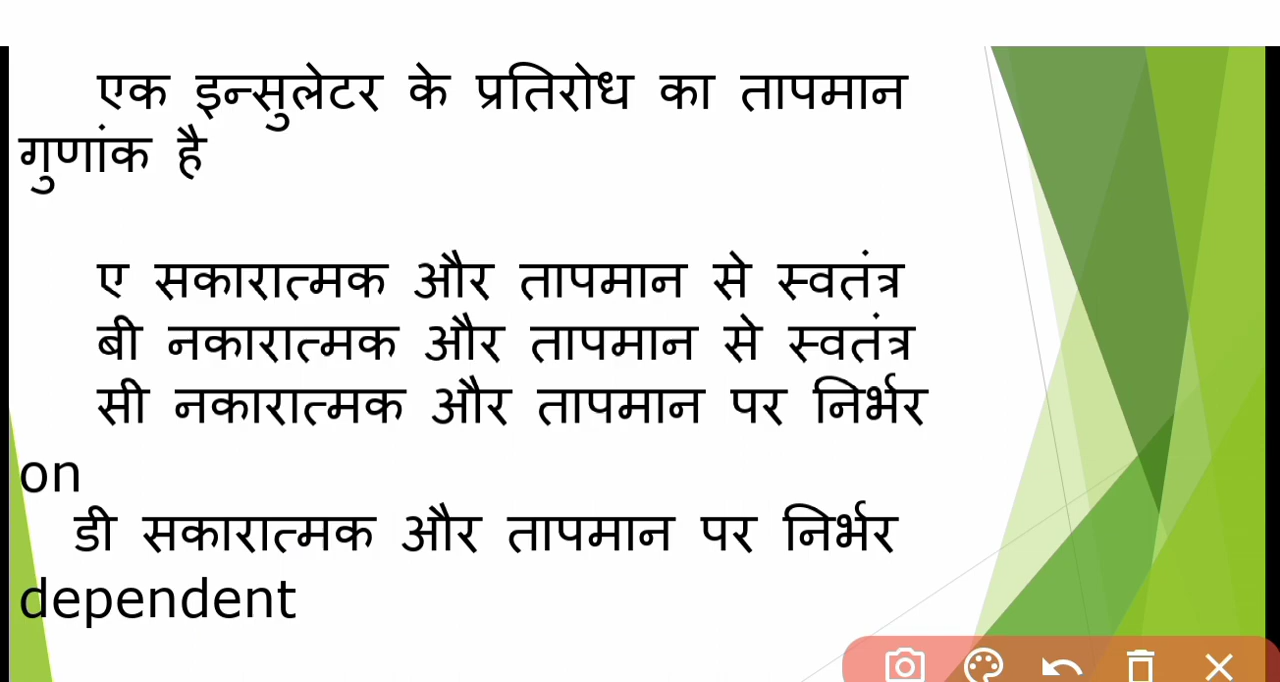 एक इन्सुलेटर के प्रतिरोध का तापमान
गुणांक है
ए सकारात्मक और तापमान से स्वतंत्र
बी नकारात्मक और तापमान से स्वतंत्र
सी नकारात्मक और तापमान पर निर्भर
on
डी सकारात्मक और तापमान पर निर्भर
dependent